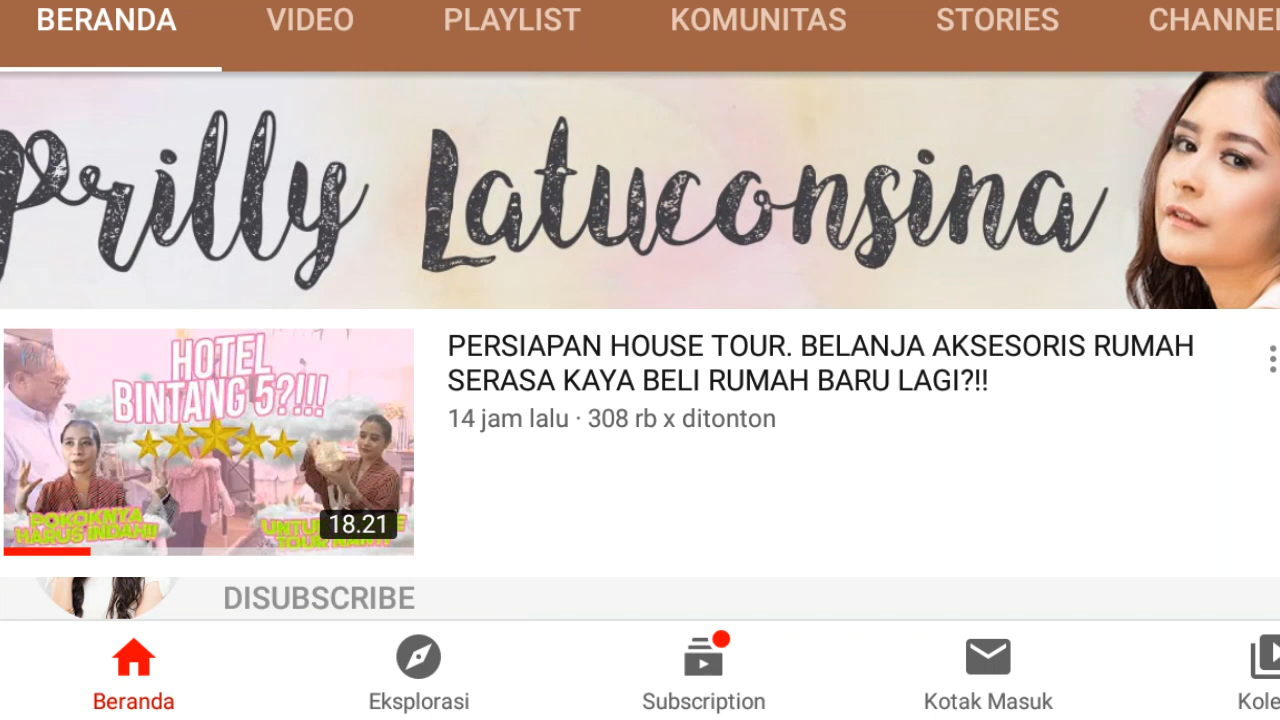 BERANDA VIDEO PLAYLIST KOMUNITAS STORIES CHANNEL
Prilly Latuconsina
HOTEL
BINTANG 5?!!!
POKOKNYA
HARUS INDAH!!
18.21
PERSIAPAN HOUSE TOUR. BELANJA AKSESORIS RUMAH
SERASA KAYA BELI RUMAH BARU LAGI?!!
14 jam lalu · 308 rb x ditonton
DISUBSCRIBE
Beranda Eksplorasi Subscription Kotak Masuk Kole